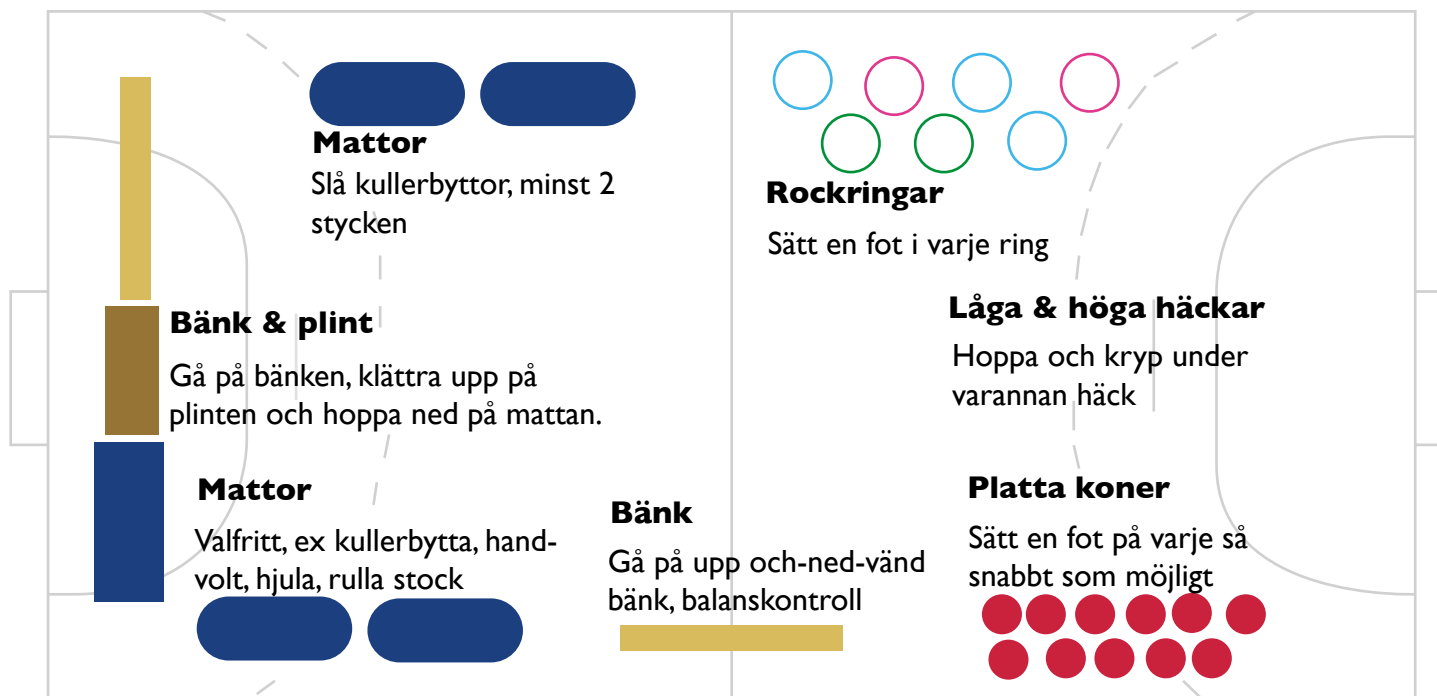 Mattor
Slå kullerbyttor, minst 2
stycken
Rockringar
Sätt en fot i varje ring
Bänk & plint
Gå på bänken, klättra upp på
plinten och hoppa ned på mattan.
Låga & höga häckar
Hoppa och kryp under
varannan häck
Mattor
Valfritt, ex kullerbytta, hand-
volt, hjula, rulla stock
Bänk
Gå på upp och-ned-vänd
bänk, balanskontroll
Platta koner
Sätt en fot på varje så
snabbt som möjligt